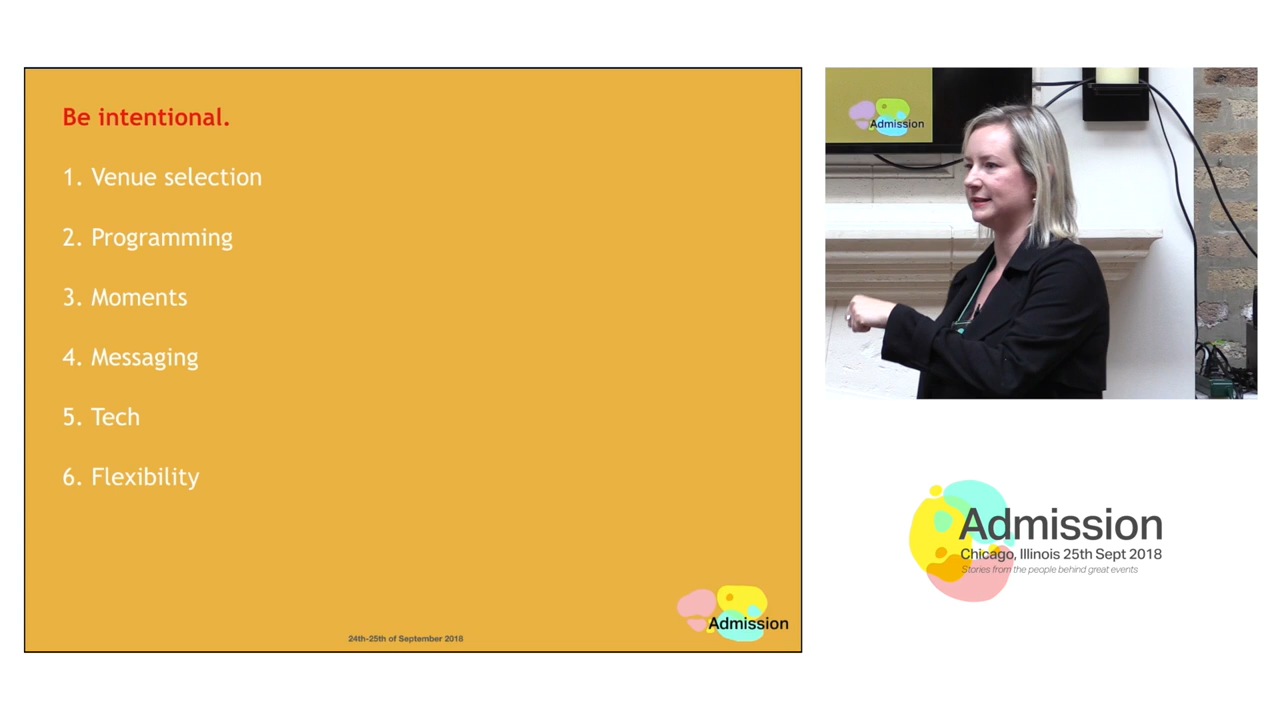 Be intentional.
1. Venue selection
2. Programming
3. Moments
4. Messaging
5. Tech
6. Flexibility
24th-25th of September 2018
Admission
Admission
Admission
Chicago, Illinois 25th Sept 2018
Stories from the people behind great events